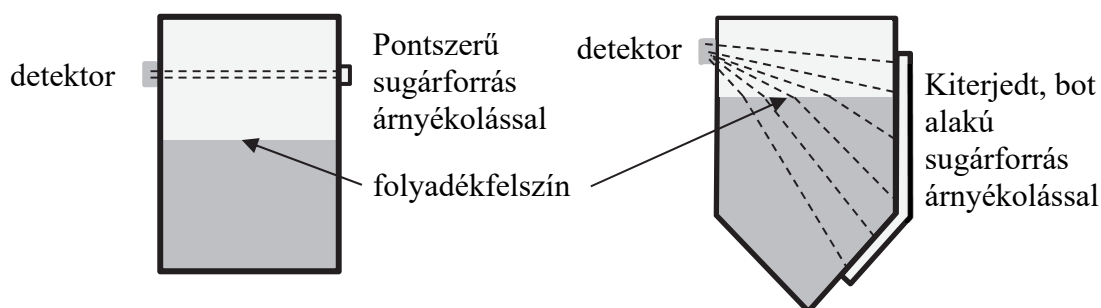 detektor
Pontszerű
sugárforrás
árnyékolással
folyadékfelszín
detektor
Kiterjedt, bot
alakú
sugárforrás
árnyékolással